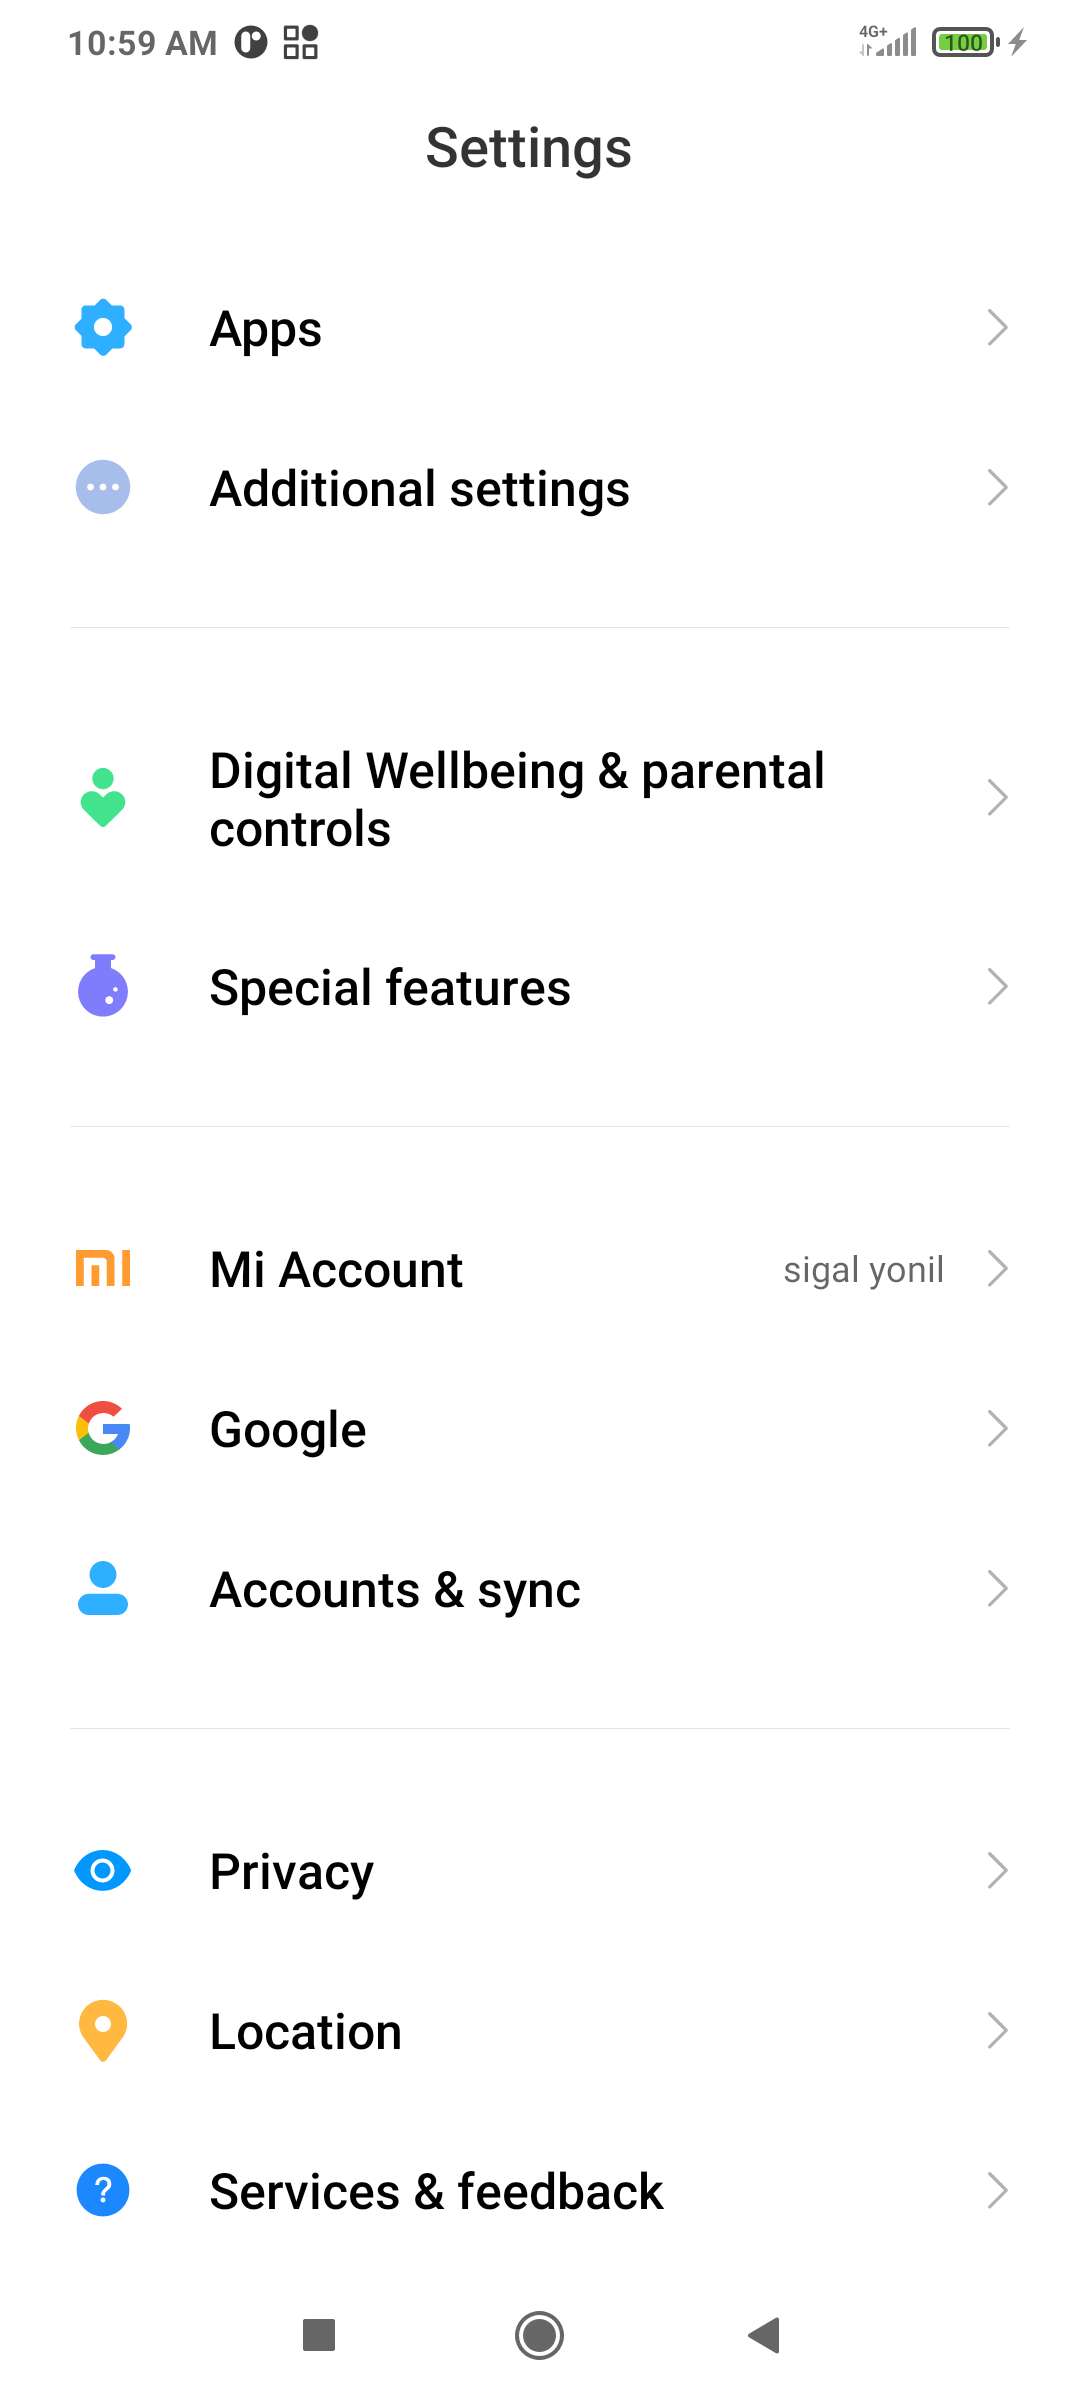 10:59 AM
4G+
100
Settings
Apps
Additional settings
Digital Wellbeing & parental
controls
Special features
Mi Account
sigal yonil
Google
Accounts & sync
Privacy
Location
?
Services & feedback